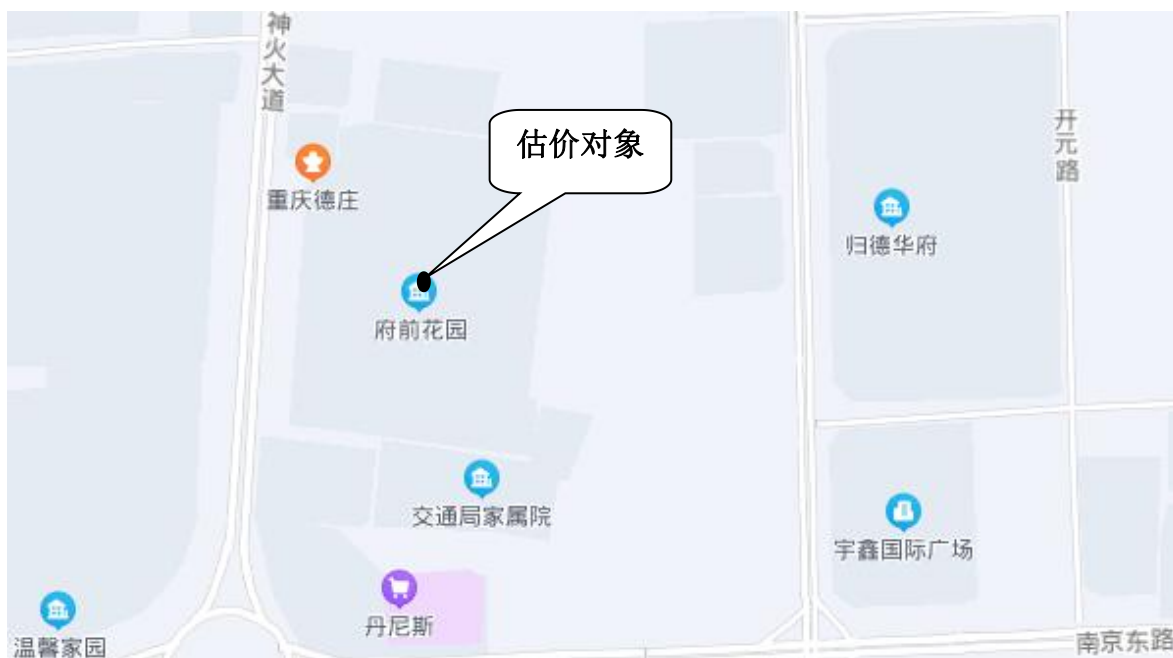 神火大道
开元路
估价对象
重庆德庄
归德华府
府前花园
交通局家属院
宇鑫国际广场
丹尼斯
温馨家园
南京东路